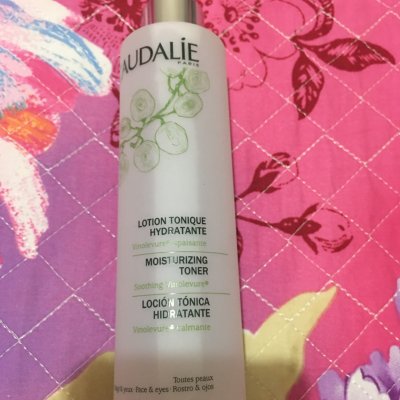 AUDALIE
PARIS
LOTION TONIQUE
HYDRATANTE
Vinolevure® apaisante
MOISTURIZING
TONER
Soothing Vinolevure®
LOCIÓN TÓNICA
HIDRATANTE
Vinolevure® calmante
Toutes peaux
yeux · Face & eyes · Rostro & ojos